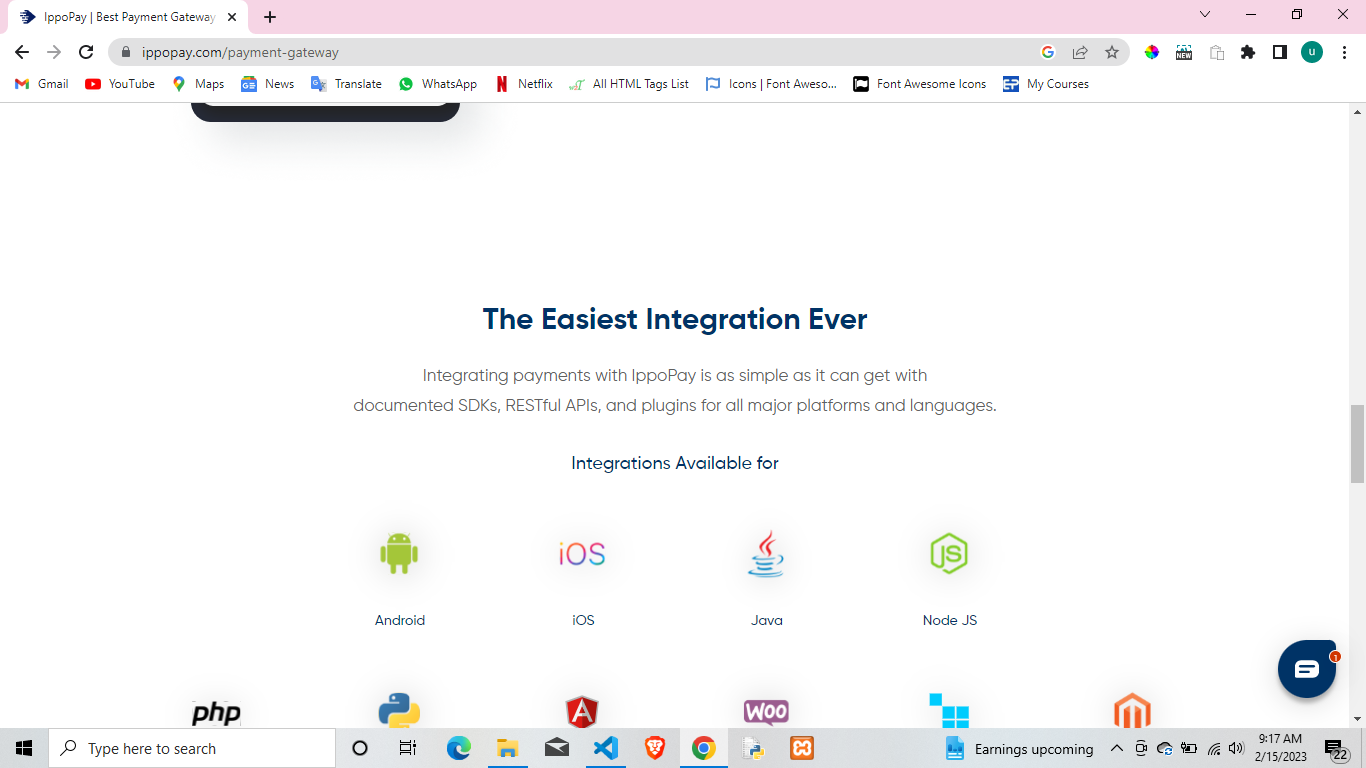 IppoPay | Best Payment Gateway
ippopay.com/payment-gateway
NEW
u
Gmail
YouTube
Maps
News
Translate
WhatsApp
Netflix
All HTML Tags List
Icons | Font Aweso...
Font Awesome Icons
My Courses
The Easiest Integration Ever
Integrating payments with IppoPay is as simple as it can get with
documented SDKs, RESTful APIs, and plugins for all major platforms and languages.
Integrations Available for
iOS
JS
Android
iOS
Java
Node JS
1
php
WOO
Type here to search
Earnings upcoming
9:17 AM
2/15/2023
22